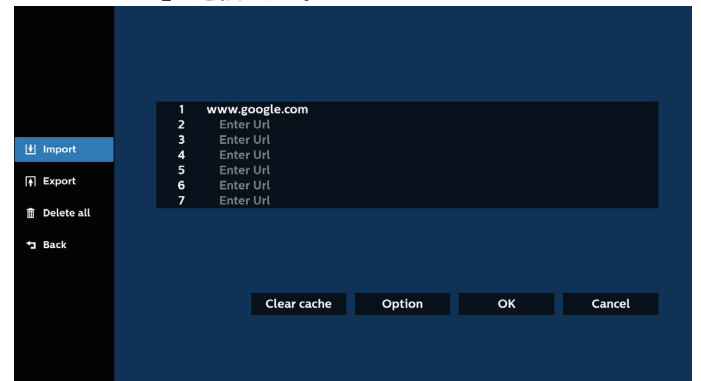 Import
Export
Delete all
Back
1 www.google.com
2 Enter Url
3 Enter Url
4 Enter Url
5 Enter Url
6 Enter Url
7 Enter Url
Clear cache Option OK Cancel